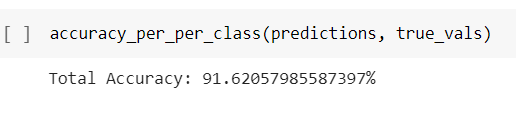 [ ] accuracy_per_per_class(predictions, true_vals)
Total Accuracy: 91.62057985587397%